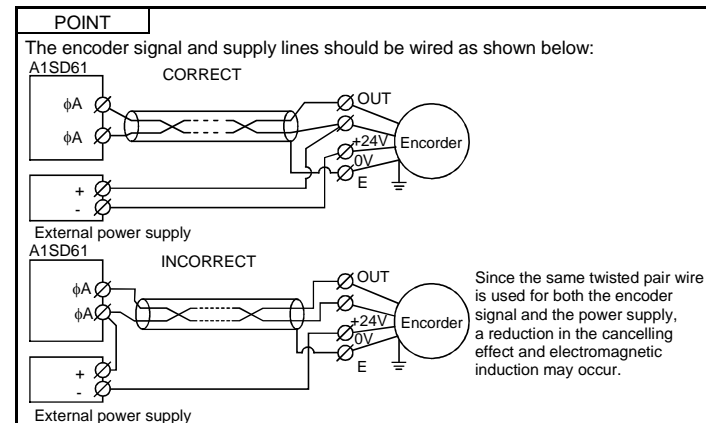 POINT
The encoder signal and supply lines should be wired as shown below:
A1SD61
CORRECT
ϕA
ϕA
OUT
+24V
0V
E
Encorder
+
-
External power supply
A1SD61
INCORRECT
ϕA
ϕA
OUT
+24V
0V
E
Encorder
+
-
External power supply
Since the same twisted pair wire
is used for both the encoder
signal and the power supply,
a reduction in the cancelling
effect and electromagnetic
induction may occur.